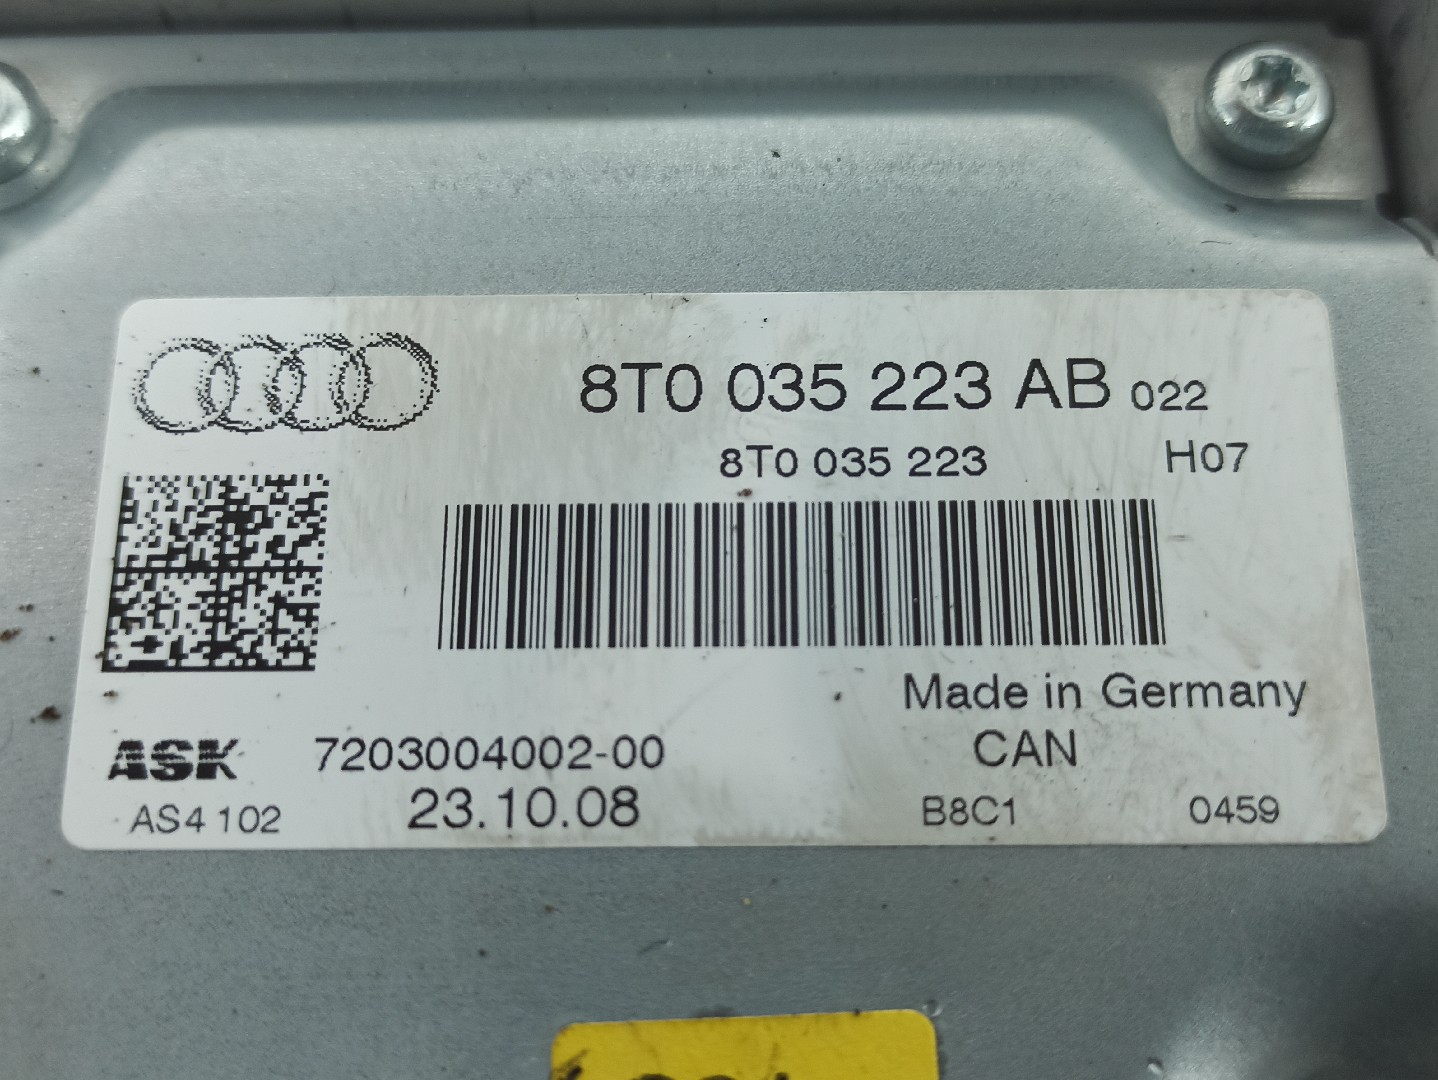 8T0 035 223 AB 022
8T0 035 223 H07
Made in Germany
ASK 7203004002-00 CAN
AS4 102 23.10.08 B8C1 0459